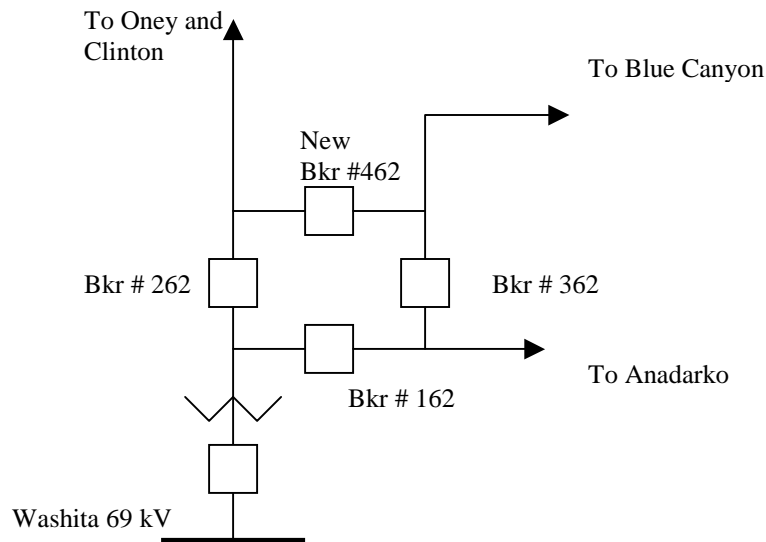 To Oney and
Clinton
To Blue Canyon
New
Bkr #462
Bkr # 262
Bkr # 362
To Anadarko
Bkr # 162
Washita 69 kV